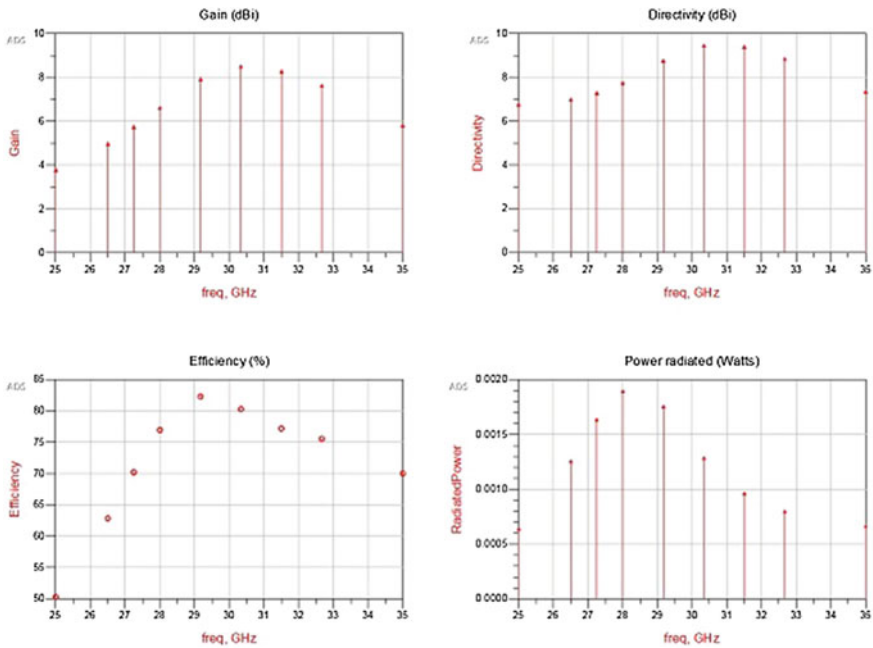 Gain (dBi)
ADS
10
8
6
4
2
0
Gain
25 26 27 28 29 30 31 32 33 34 35
freq, GHz
Directivity (dBi)
ADS
10
8
6
4
2
0
Directivity
25 26 27 28 29 30 31 32 33 34 35
freq, GHz
Efficiency (%)
ADS
85
80
75
70
65
60
55
50
Efficiency
25 26 27 28 29 30 31 32 33 34 35
freq, GHz
Power radiated (Watts)
ADS
0.0020
0.0015
0.0010
0.0005
0.0000
RadiatedPower
25 26 27 28 29 30 31 32 33 34 35
freq, GHz